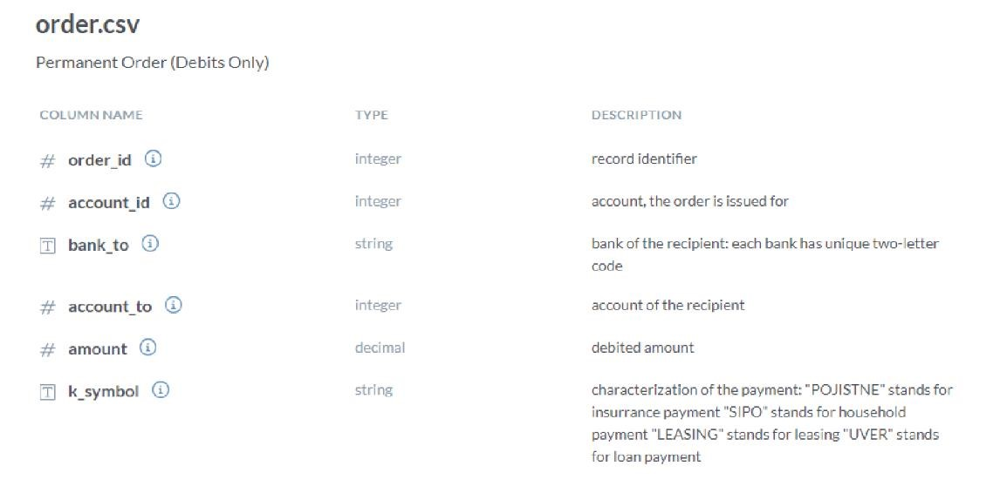 order.csv
Permanent Order (Debits Only)
COLUMN NAME TYPE DESCRIPTION
# order_id integer record identifier
# account_id integer account, the order is issued for
T bank_to string bank of the recipient: each bank has unique two-letter
code
# account_to integer account of the recipient
# amount decimal debited amount
T k_symbol string characterization of the payment: "POJISTNE" stands for
insurrance payment "SIPO" stands for household
payment "LEASING" stands for leasing "UVER" stands
for loan payment